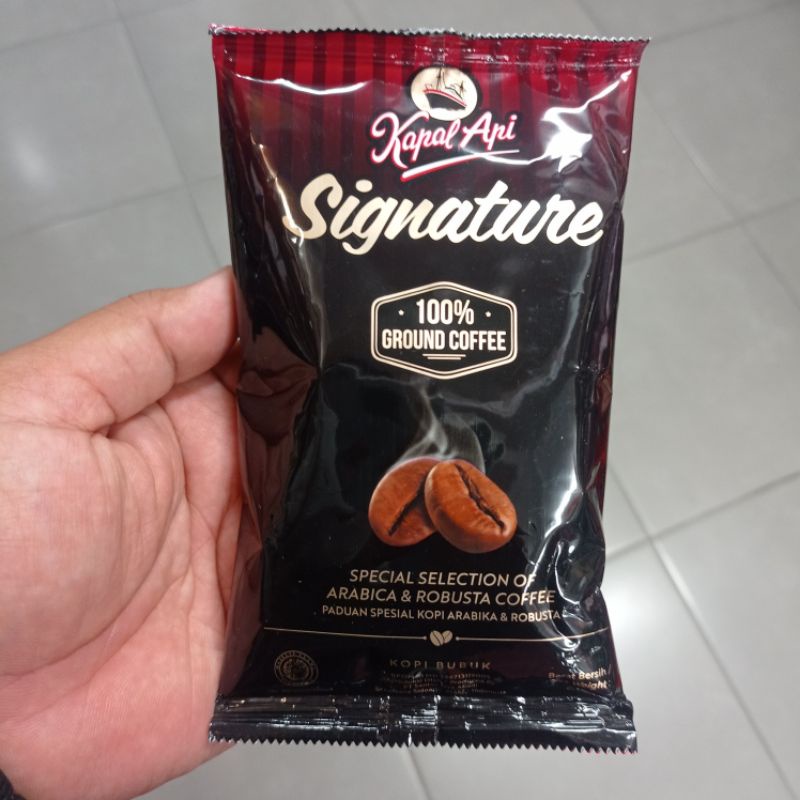 Kapal Api
Signature
100%
GROUND COFFEE
SPECIAL SELECTION OF
ARABICA & ROBUSTA COFFEE
PADUAN SPESIAL KOPI ARABIKA & ROBUSTA
KOPI BUBUK
Berat Bersih